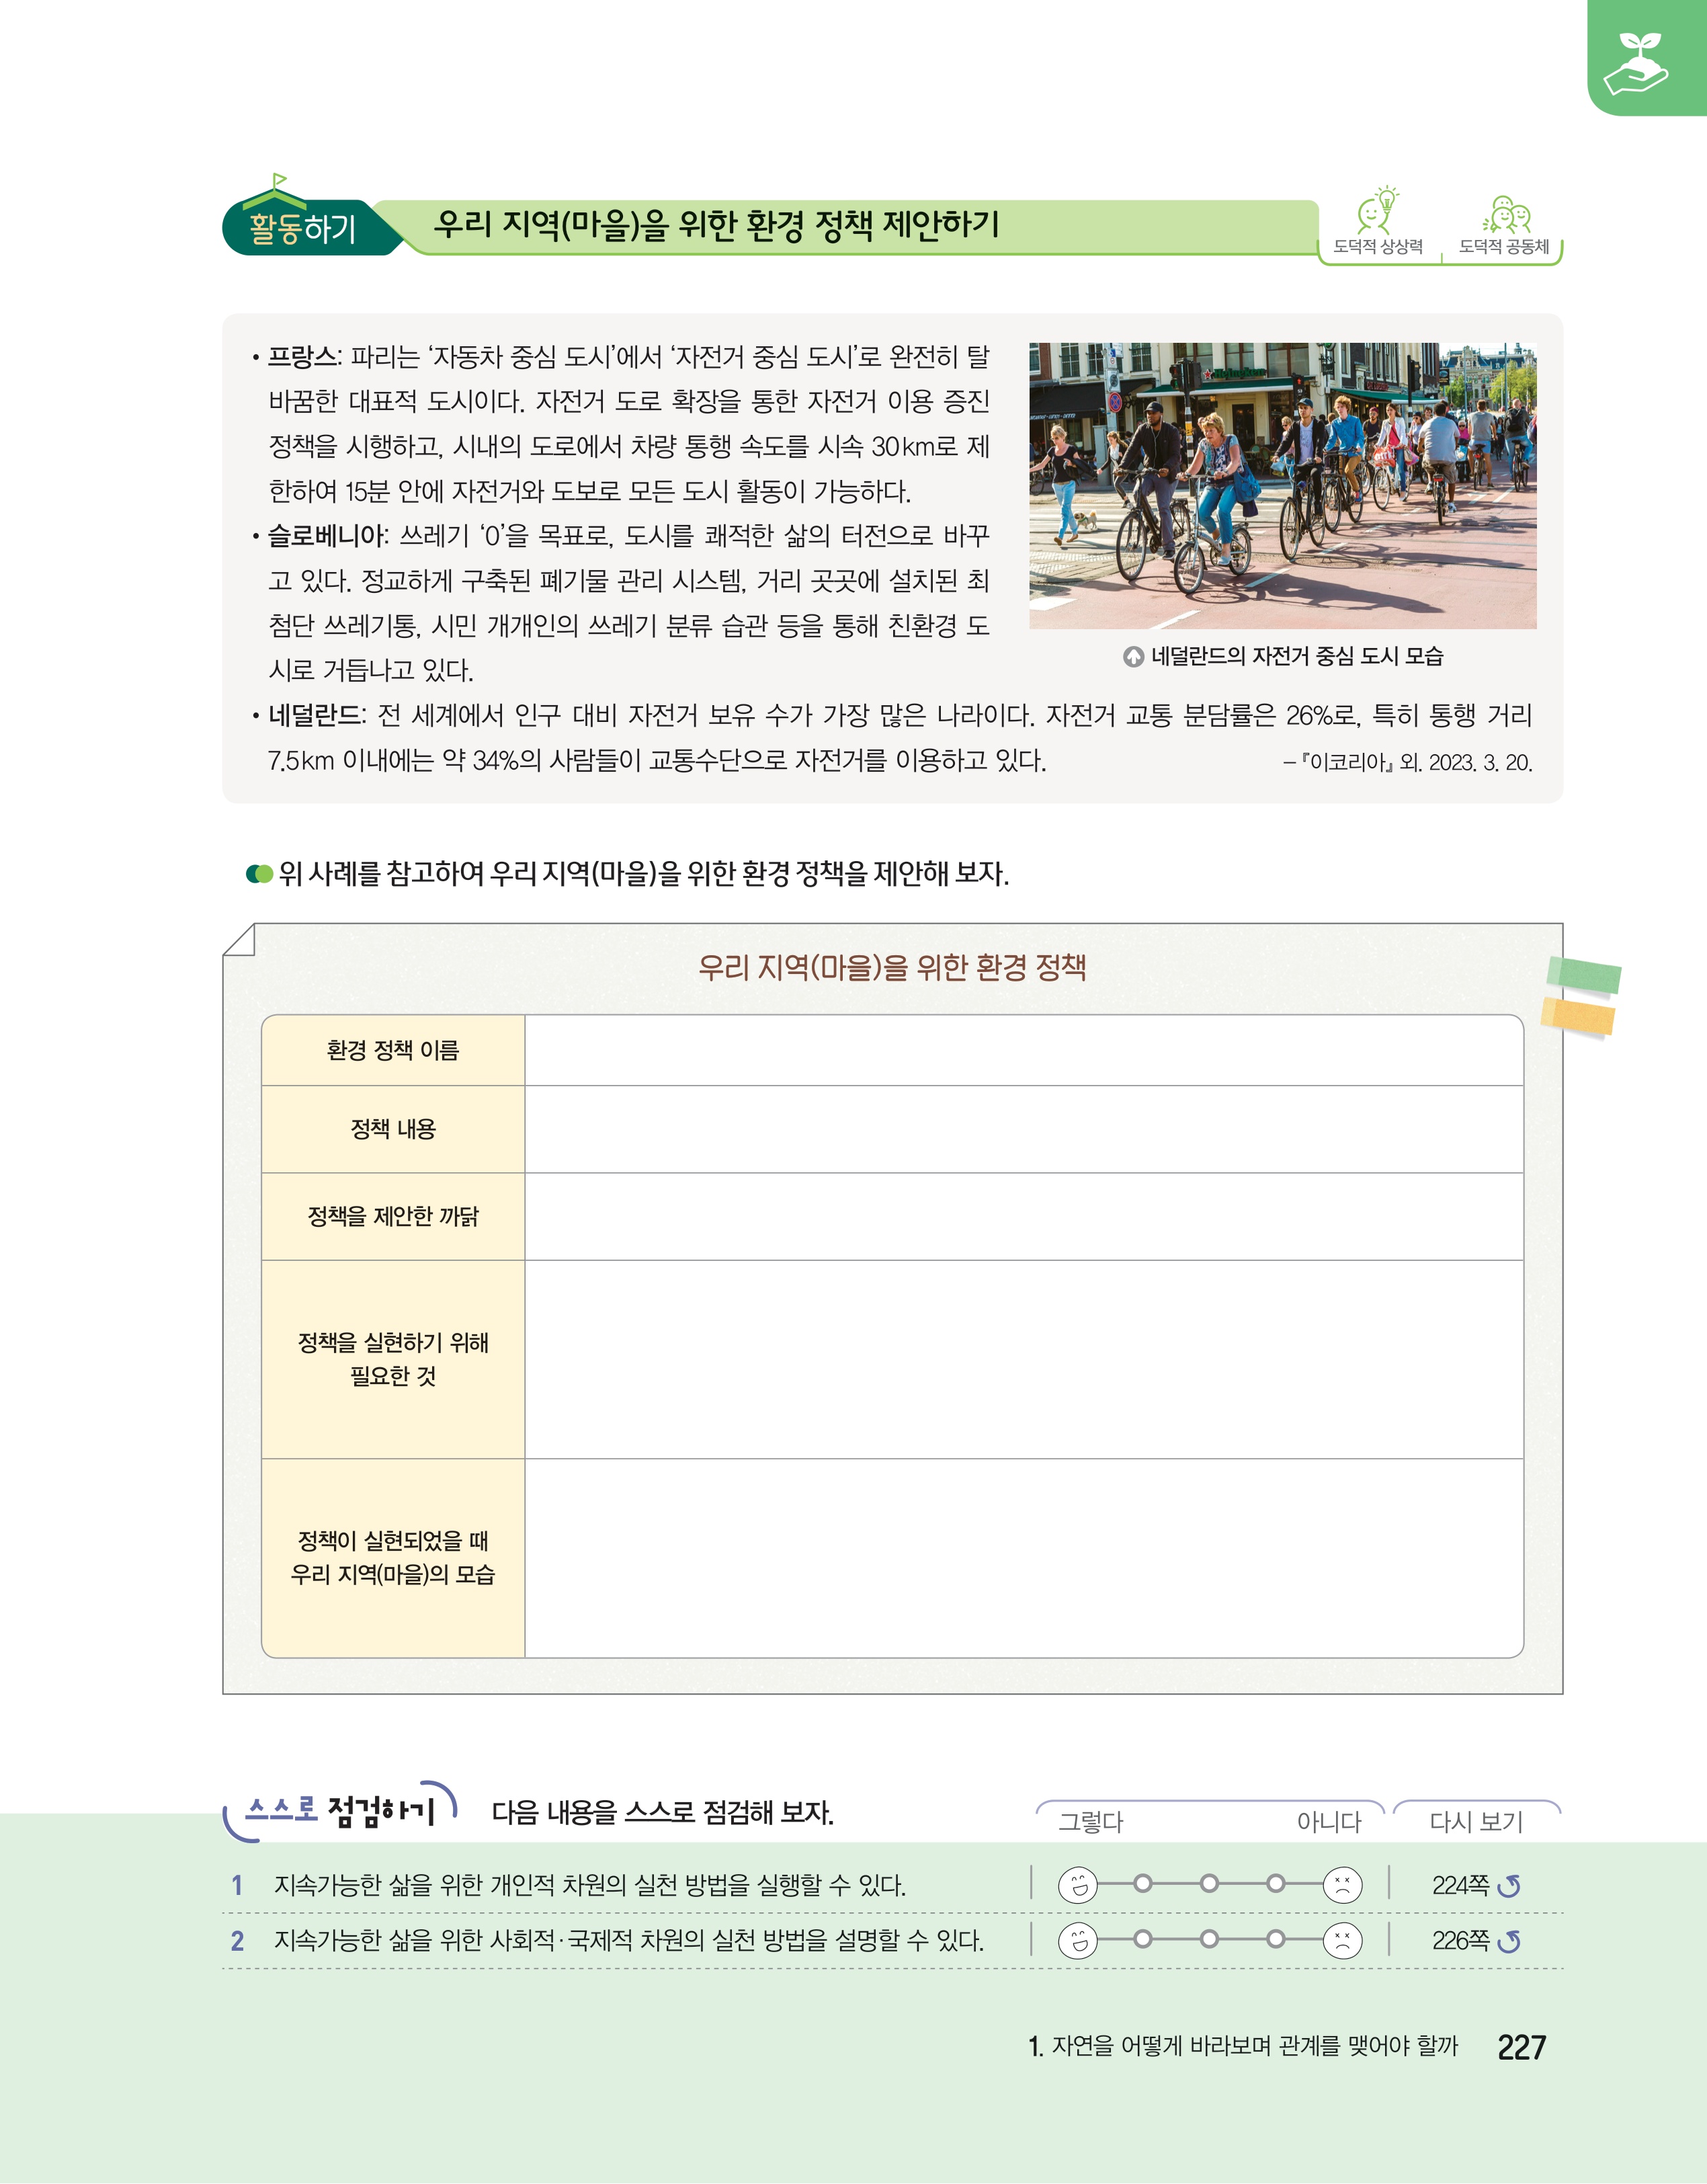 활동하기
우리 지역(마을)을 위한 환경 정책 제안하기
도덕적 상상력
도덕적 공동체
• 프랑스: 파리는 ‘자동차 중심 도시’에서 ‘자전거 중심 도시’로 완전히 탈
바꿈한 대표적 도시이다. 자전거 도로 확장을 통한 자전거 이용 증진
정책을 시행하고, 시내의 도로에서 차량 통행 속도를 시속 30km로 제
한하여 15분 안에 자전거와 도보로 모든 도시 활동이 가능하다.
• 슬로베니아: 쓰레기 ‘0’을 목표로, 도시를 쾌적한 삶의 터전으로 바꾸
고 있다. 정교하게 구축된 폐기물 관리 시스템, 거리 곳곳에 설치된 최
첨단 쓰레기통, 시민 개개인의 쓰레기 분류 습관 등을 통해 친환경 도
시로 거듭나고 있다.
네덜란드의 자전거 중심 도시 모습
• 네덜란드: 전 세계에서 인구 대비 자전거 보유 수가 가장 많은 나라이다. 자전거 교통 분담률은 26%로, 특히 통행 거리
7.5km 이내에는 약 34%의 사람들이 교통수단으로 자전거를 이용하고 있다.
– 『이코리아』 외. 2023. 3. 20.
위 사례를 참고하여 우리 지역(마을)을 위한 환경 정책을 제안해 보자.
우리 지역(마을)을 위한 환경 정책
환경 정책 이름
정책 내용
정책을 제안한 까닭
정책을 실현하기 위해
필요한 것
정책이 실현되었을 때
우리 지역(마을)의 모습
스스로 점검하기
다음 내용을 스스로 점검해 보자.
그렇다
아니다
다시 보기
1 지속가능한 삶을 위한 개인적 차원의 실천 방법을 실행할 수 있다.
224쪽
2 지속가능한 삶을 위한 사회적·국제적 차원의 실천 방법을 설명할 수 있다.
226쪽
1. 자연을 어떻게 바라보며 관계를 맺어야 할까 227